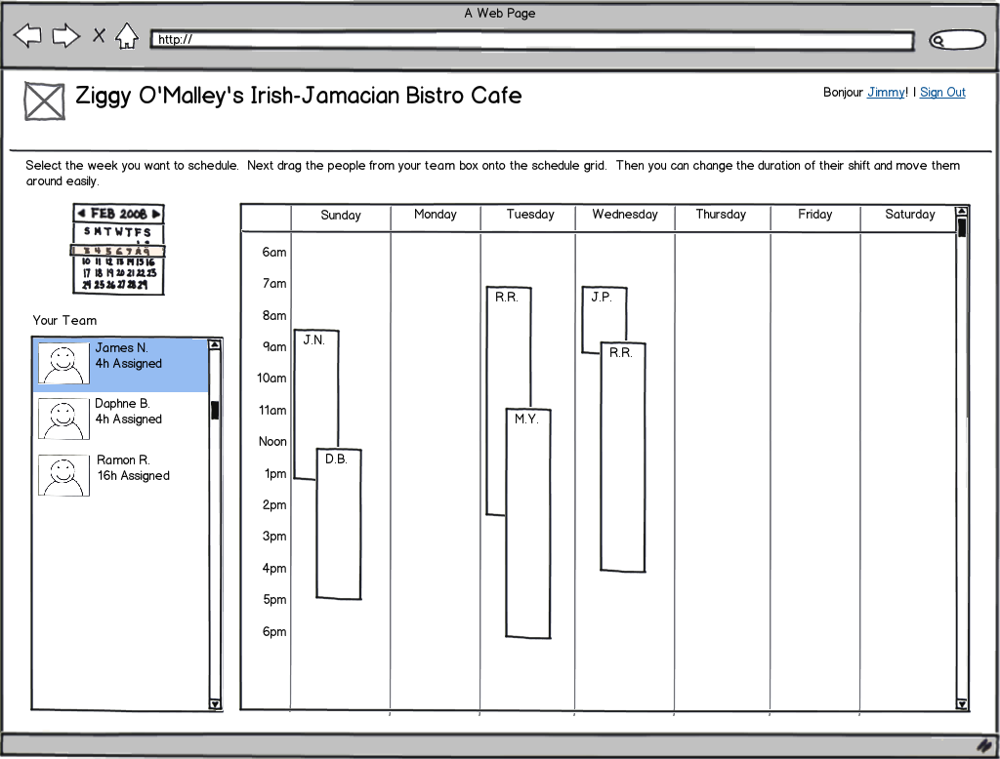 A Web Page
http://
Ziggy O'Malley's Irish-Jamacian Bistro Cafe
Bonjour Jimmy! | Sign Out
Select the week you want to schedule. Next drag the people from your team box onto the schedule grid. Then you can change the duration of their shift and move them
around easily.
FEB 2008
S M T W T F S
1 2
3 4 5 6 7 8 9
10 11 12 13 14 15 16
17 18 19 20 21 22 23
24 25 26 27 28 29
Your Team
James N.
4h Assigned
Daphne B.
4h Assigned
Ramon R.
16h Assigned
Sunday Monday Tuesday Wednesday Thursday Friday Saturday
6am
7am
R.R. J.P.
8am
J.N.
9am
R.R.
10am
11am
M.Y.
Noon
D.B.
1pm
2pm
3pm
4pm
5pm
6pm